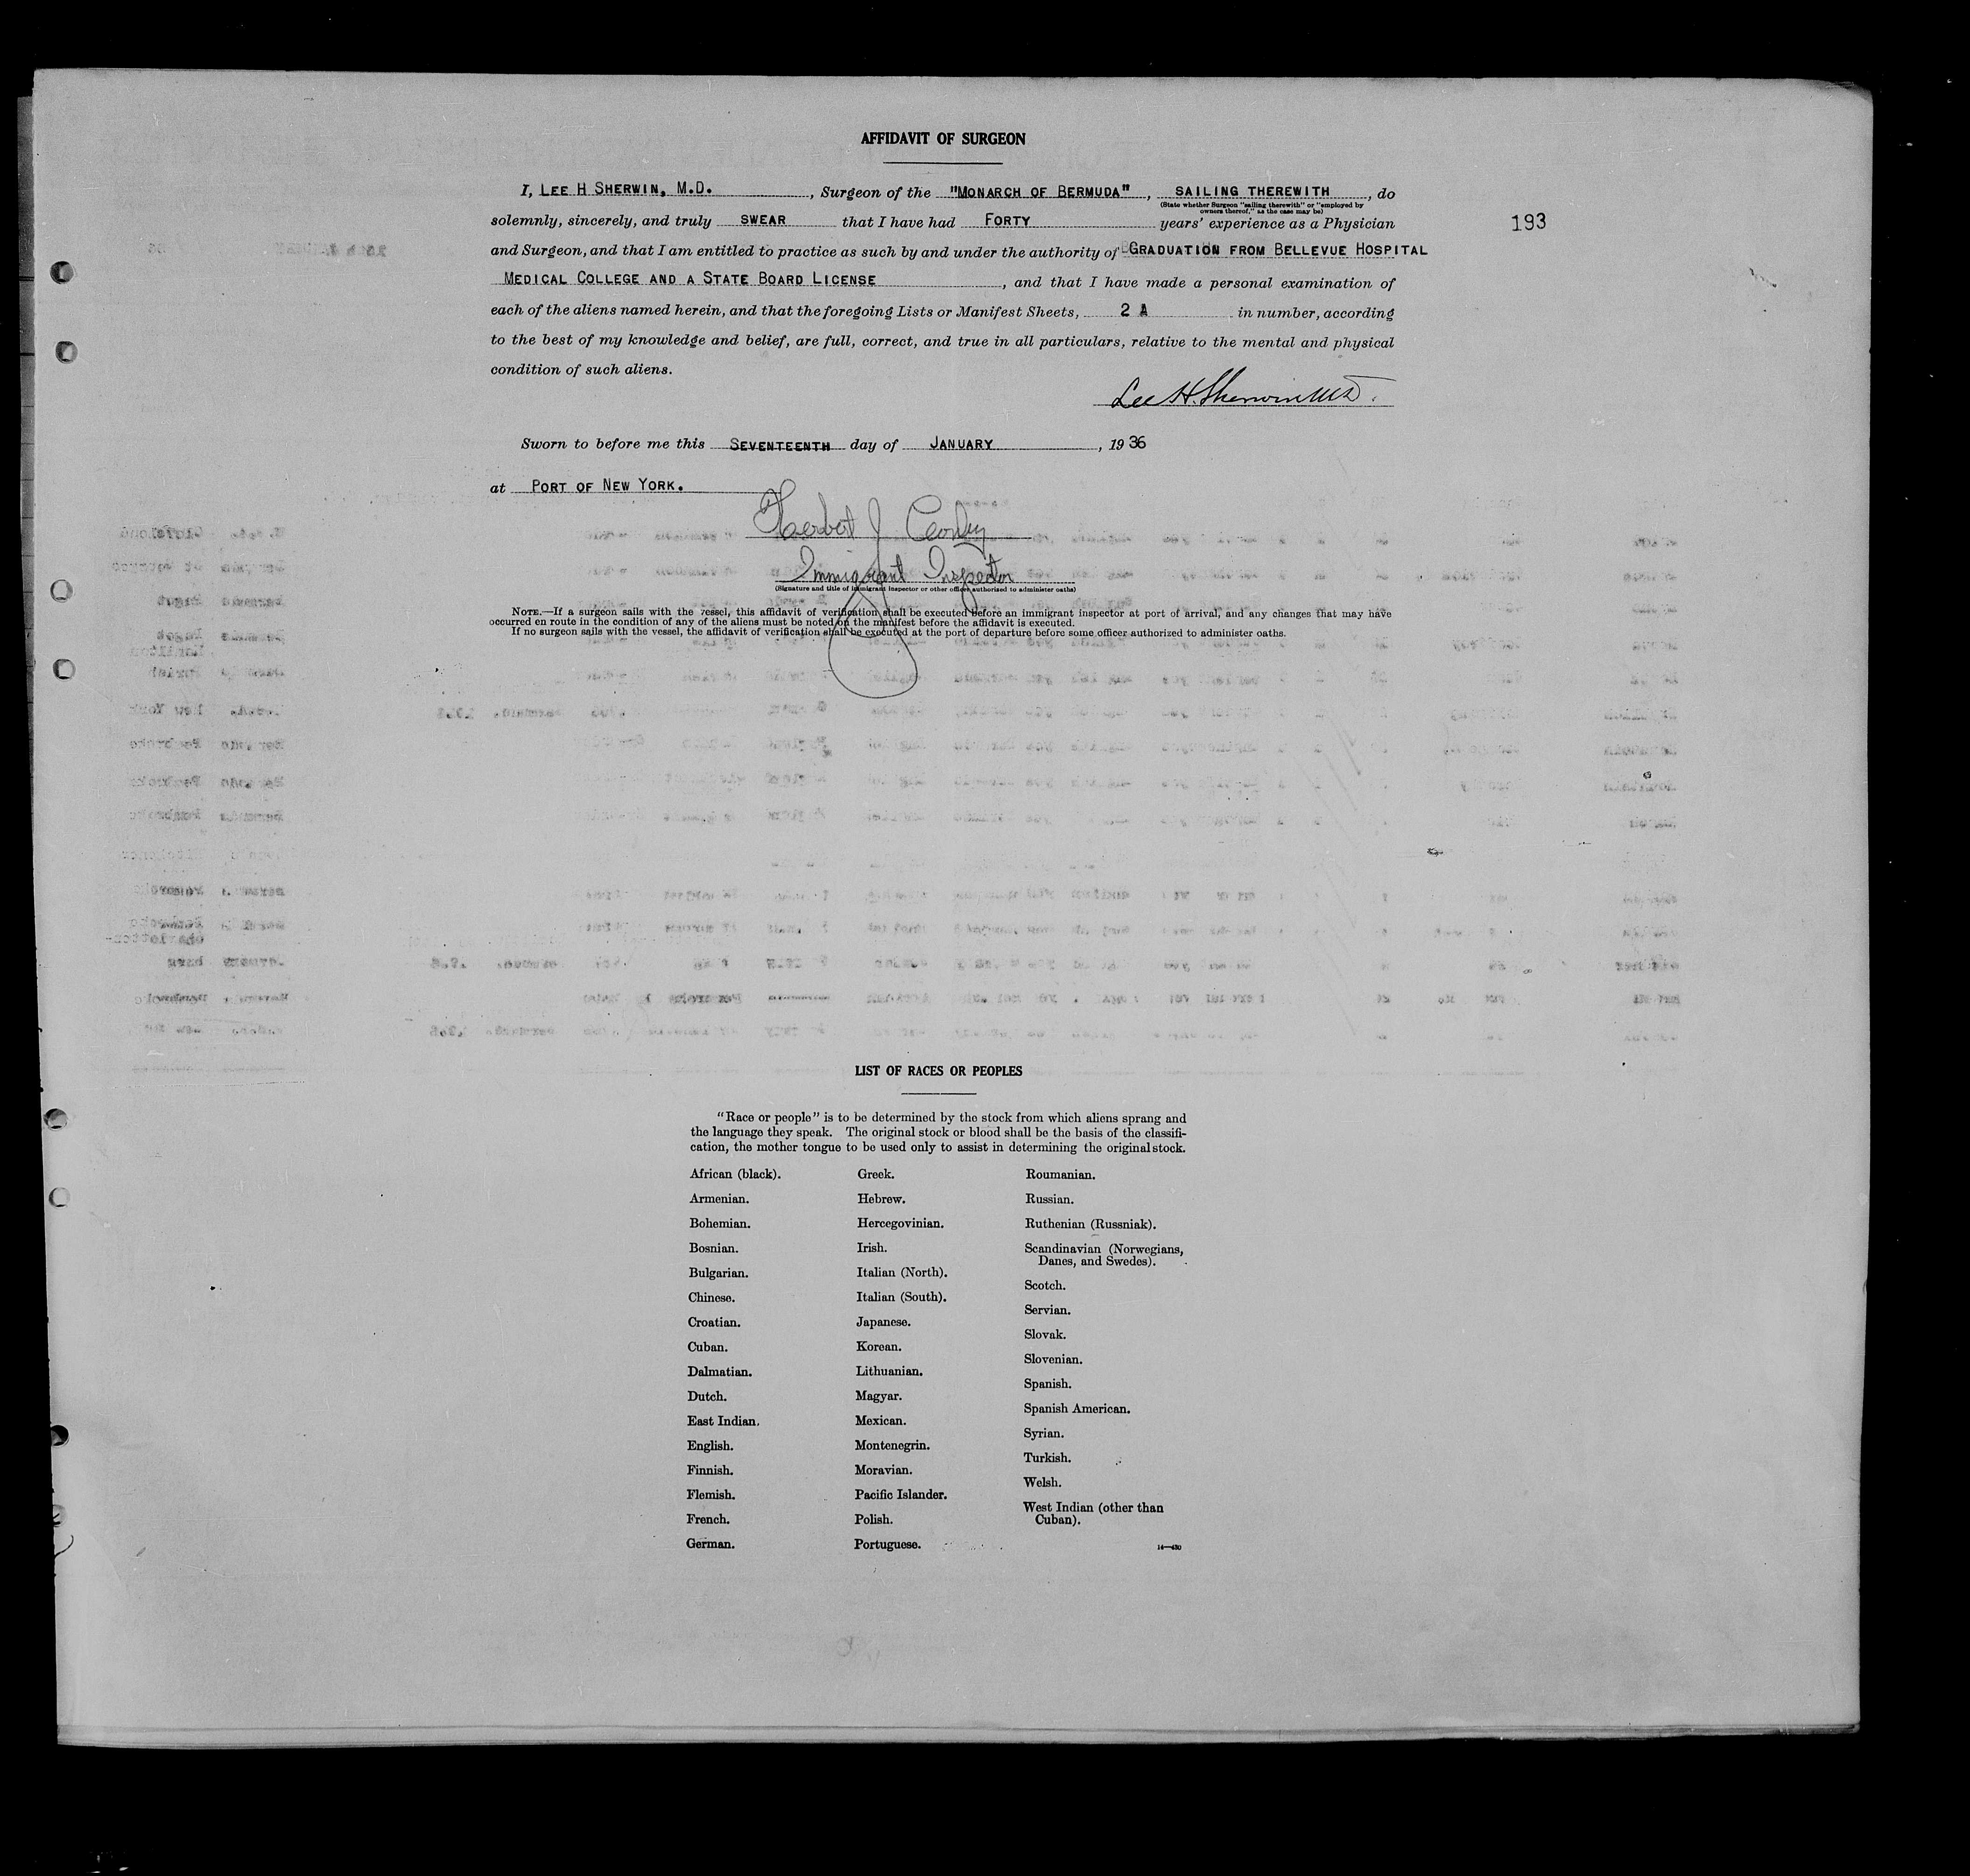 AFFIDAVIT OF SURGEON
I, LEE H SHERWIN, M.D. , Surgeon of the "MONARCH OF BERMUDA" , SAILING THEREWITH , do
(State whether Surgeon "sailing therewith" or "employed by
owners thereof," as the case may be)
solemnly, sincerely, and truly SWEAR that I have had FORTY years' experience as a Physician
193
and Surgeon, and that I am entitled to practice as such by and under the authority of GRADUATION FROM BELLEVUE HOSPITAL
MEDICAL COLLEGE AND A STATE BOARD LICENSE , and that I have made a personal examination of
each of the aliens named herein, and that the foregoing Lists or Manifest Sheets, 2 A in number, according
to the best of my knowledge and belief, are full, correct, and true in all particulars, relative to the mental and physical
condition of such aliens.
Lee H. Sherwin MD.
Sworn to before me this SEVENTEENTH day of JANUARY , 1936
at PORT OF NEW YORK.
Herbert J
Immigrant Inspector
(Signature and title of immigrant inspector or other officer authorized to administer oaths)
NOTE.—If a surgeon sails with the vessel, this affidavit of verification shall be executed before an immigrant inspector at port of arrival, and any changes that may have
occurred en route in the condition of any of the aliens must be noted on the manifest before the affidavit is executed.
If no surgeon sails with the vessel, the affidavit of verification shall be executed at the port of departure before some officer authorized to administer oaths.
LIST OF RACES OR PEOPLES
"Race or people" is to be determined by the stock from which aliens sprang and
the language they speak. The original stock or blood shall be the basis of the classifi-
cation, the mother tongue to be used only to assist in determining the original stock.
African (black).
Armenian.
Bohemian.
Bosnian.
Bulgarian.
Chinese.
Croatian.
Cuban.
Dalmatian.
Dutch.
East Indian.
English.
Finnish.
Flemish.
French.
German.
Greek.
Hebrew.
Hercegovinian.
Irish.
Italian (North).
Italian (South).
Japanese.
Korean.
Lithuanian.
Magyar.
Mexican.
Montenegrin.
Moravian.
Pacific Islander.
Polish.
Portuguese.
Roumanian.
Russian.
Ruthenian (Russniak).
Scandinavian (Norwegians,
Danes, and Swedes).
Scotch.
Servian.
Slovak.
Slovenian.
Spanish.
Spanish American.
Syrian.
Turkish.
Welsh.
West Indian (other than
Cuban).